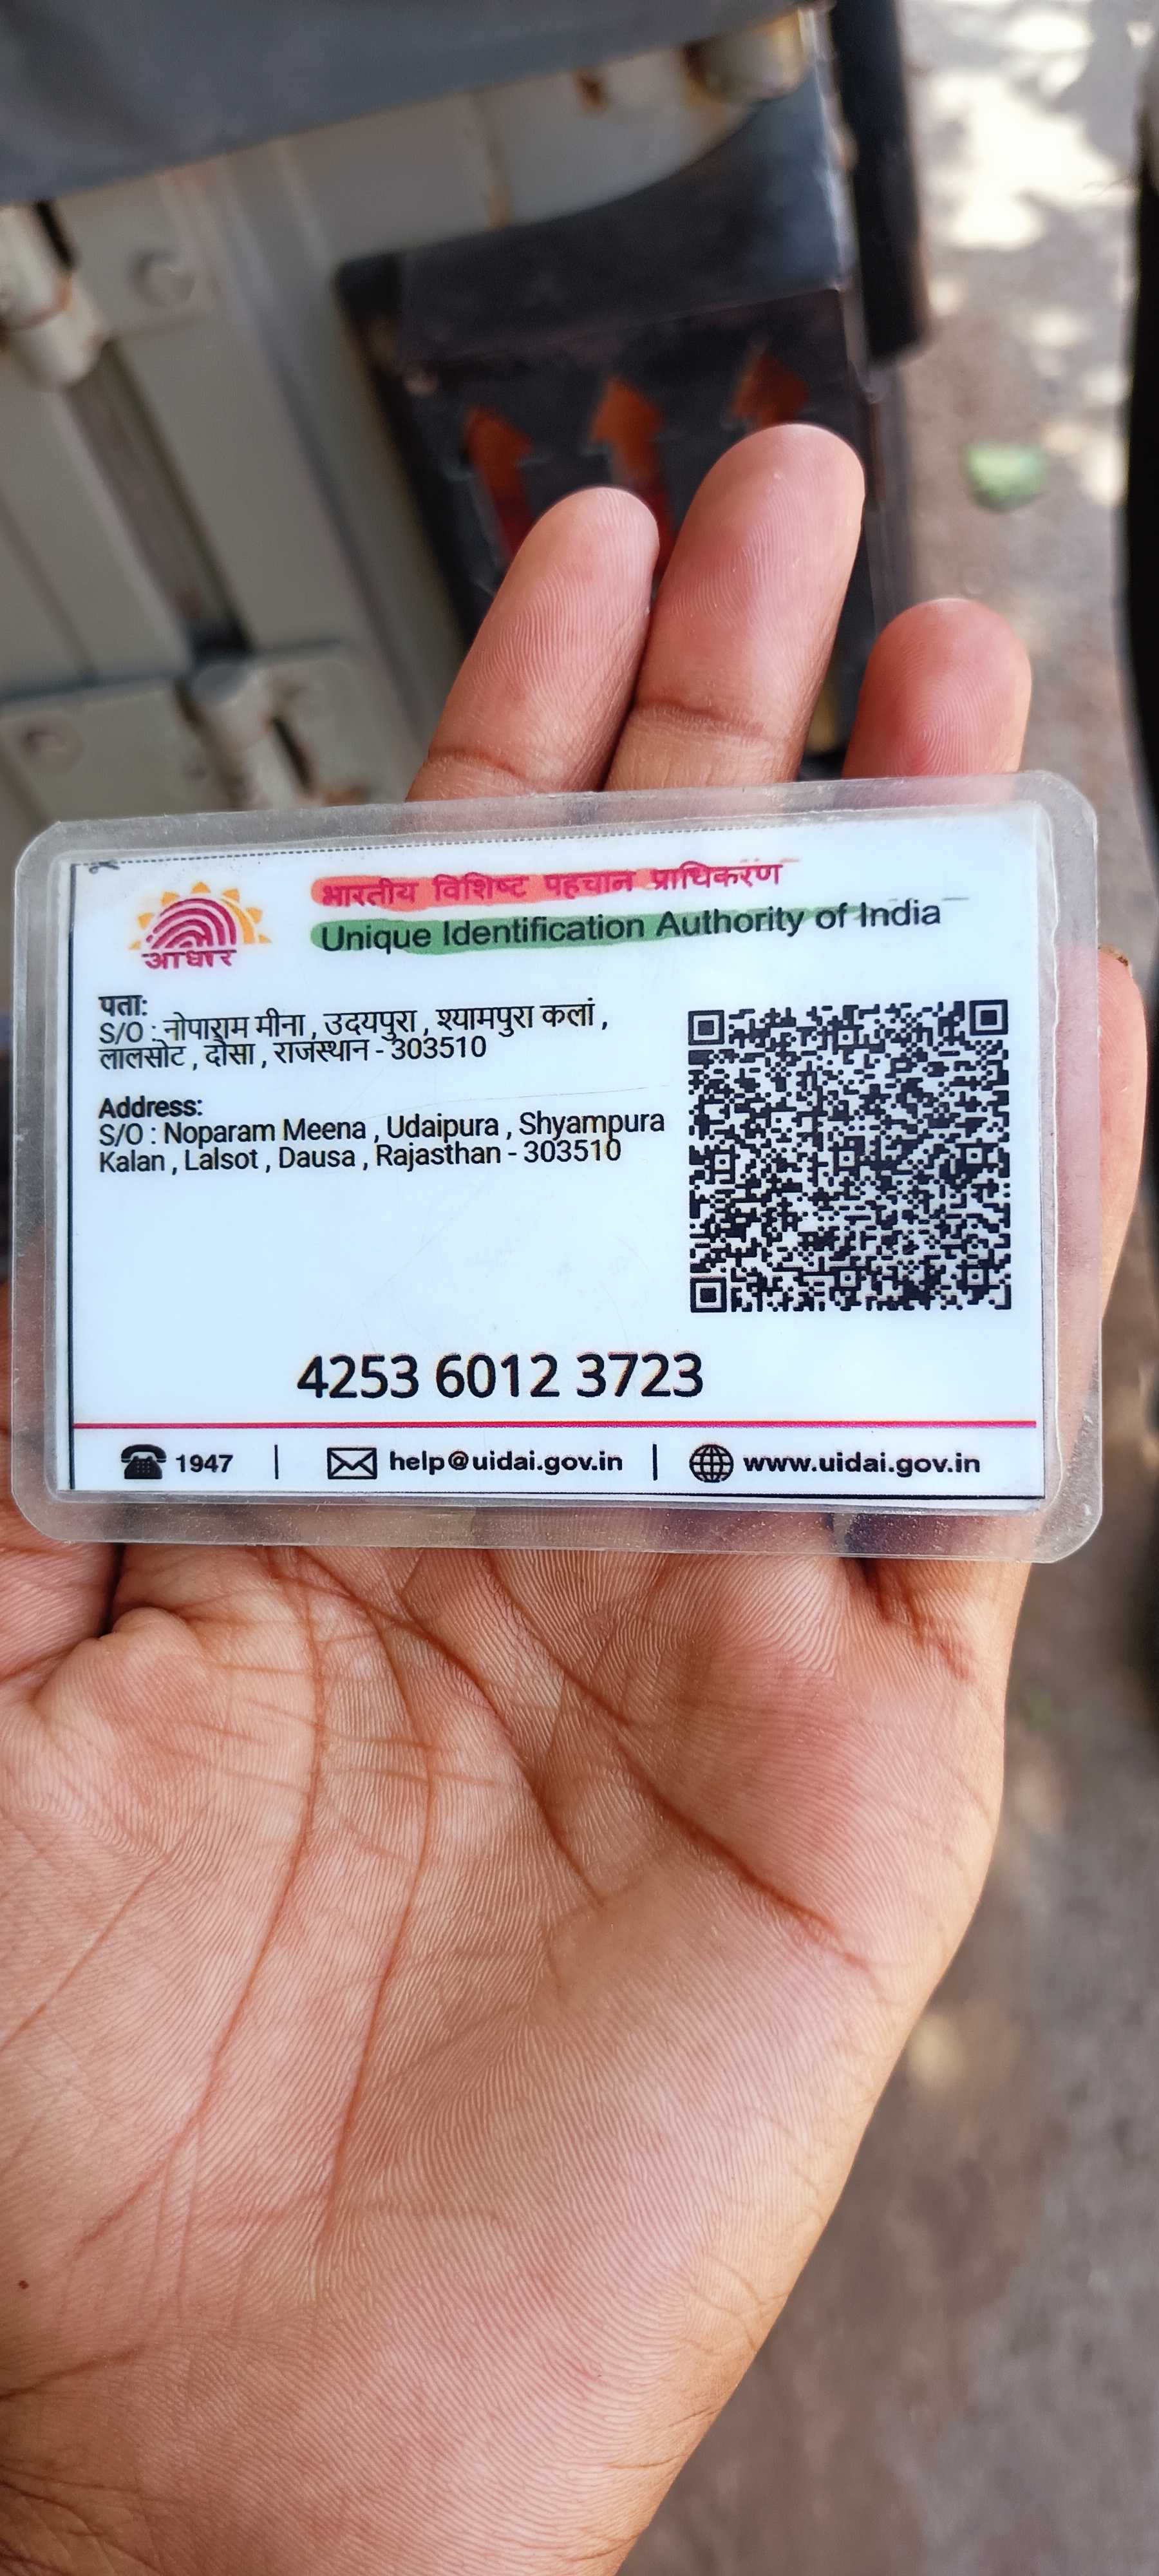 भारतीय विशिष्ट पहचान प्राधिकरण
Unique Identification Authority of India
आधार
पता:
S/O : नोपाराम मीना , उदयपुरा , श्यामपुरा कलां ,
लालसोट , दौसा , राजस्थान - 303510
Address:
S/O : Noparam Meena , Udaipura , Shyampura
Kalan , Lalsot , Dausa , Rajasthan - 303510
4253 6012 3723
1947 | help@uidai.gov.in | www.uidai.gov.in